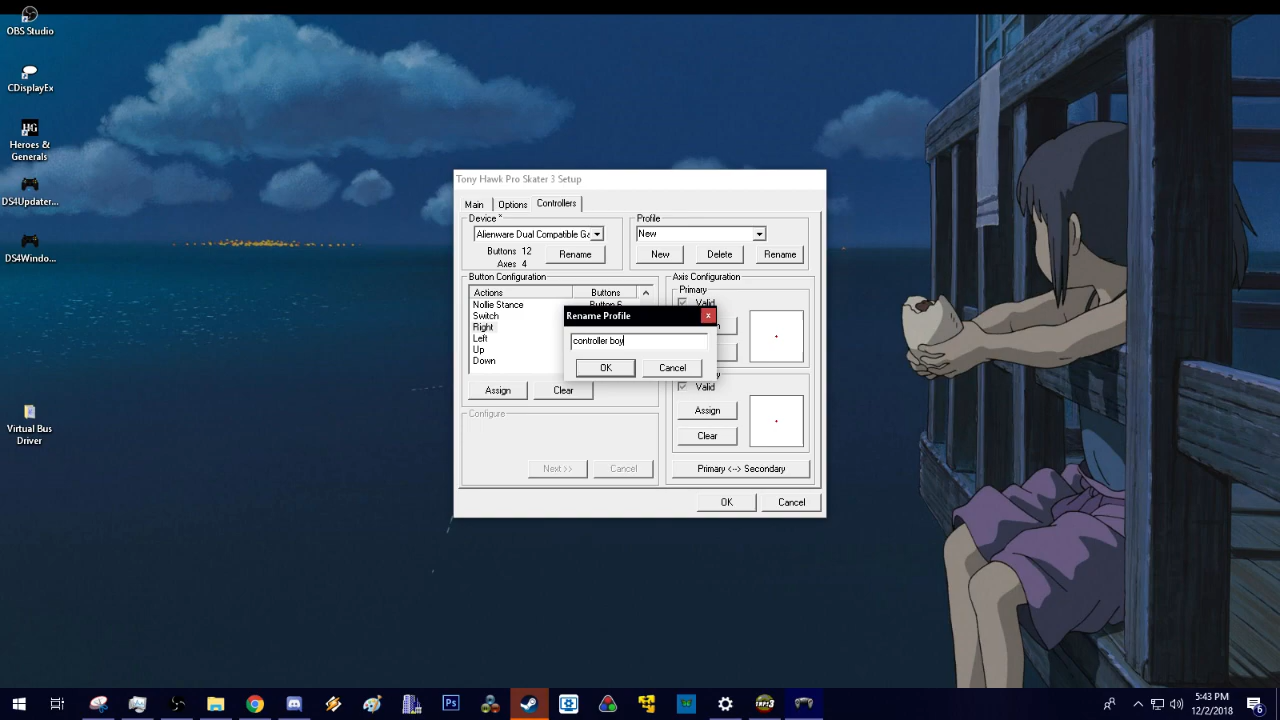 OBS Studio
CDisplayEx
HG
Heroes &
Generals
DS4Updater...
DS4Windo...
Virtual Bus
Driver
Tony Hawk Pro Skater 3 Setup
Main
Options
Controllers
Device *
Alienware Dual Compatible Ga
Buttons 12
Axes 4
Rename
Profile
New
New
Delete
Rename
Button Configuration
Actions
Buttons
Nollie Stance
Switch
Right
Left
Up
Down
Assign
Clear
Configure
Next >>
Cancel
Axis Configuration
Primary
Valid
Rename Profile
x
controller boy
OK
Cancel
Valid
Assign
Clear
Primary <--> Secondary
OK
Cancel
Ps
5:43 PM
12/2/2018
6